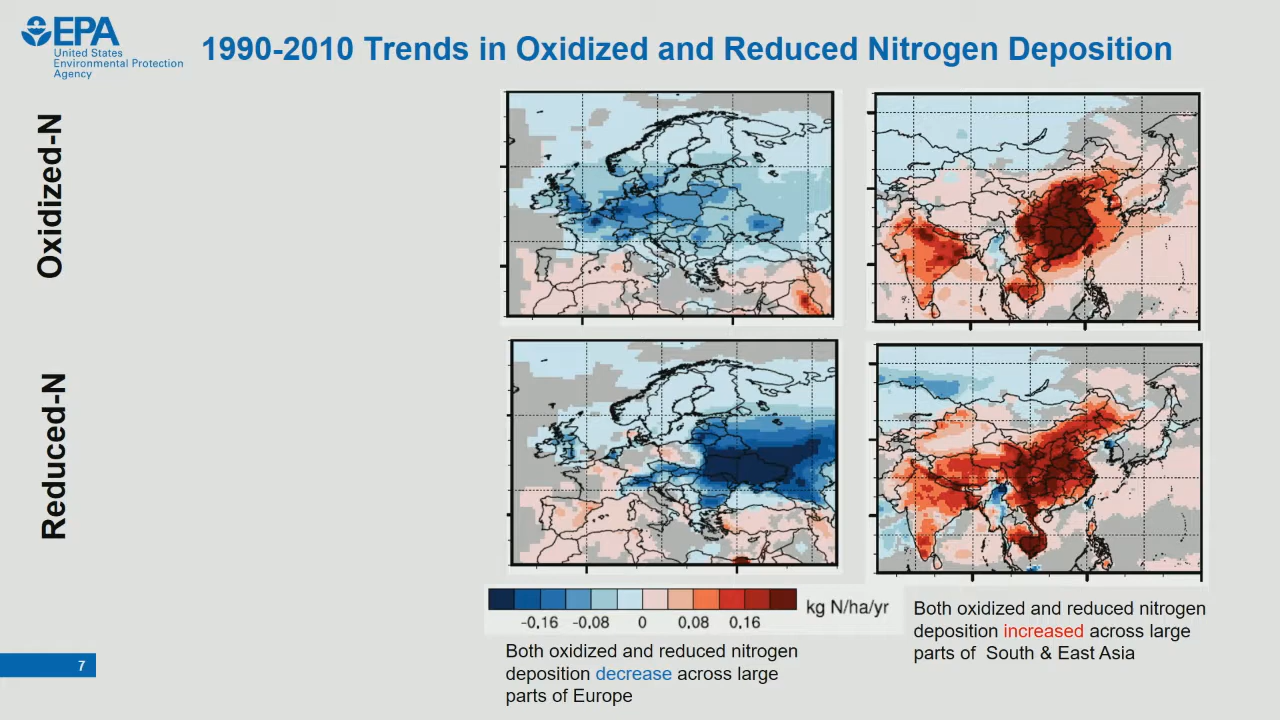 EPA
United States
Environmental Protection
Agency
1990-2010 Trends in Oxidized and Reduced Nitrogen Deposition
Oxidized-N
Reduced-N
-0,16 -0,08 0 0,08 0,16 kg N/ha/yr
Both oxidized and reduced nitrogen
deposition decrease across large
parts of Europe
Both oxidized and reduced nitrogen
deposition increased across large
parts of South & East Asia
7